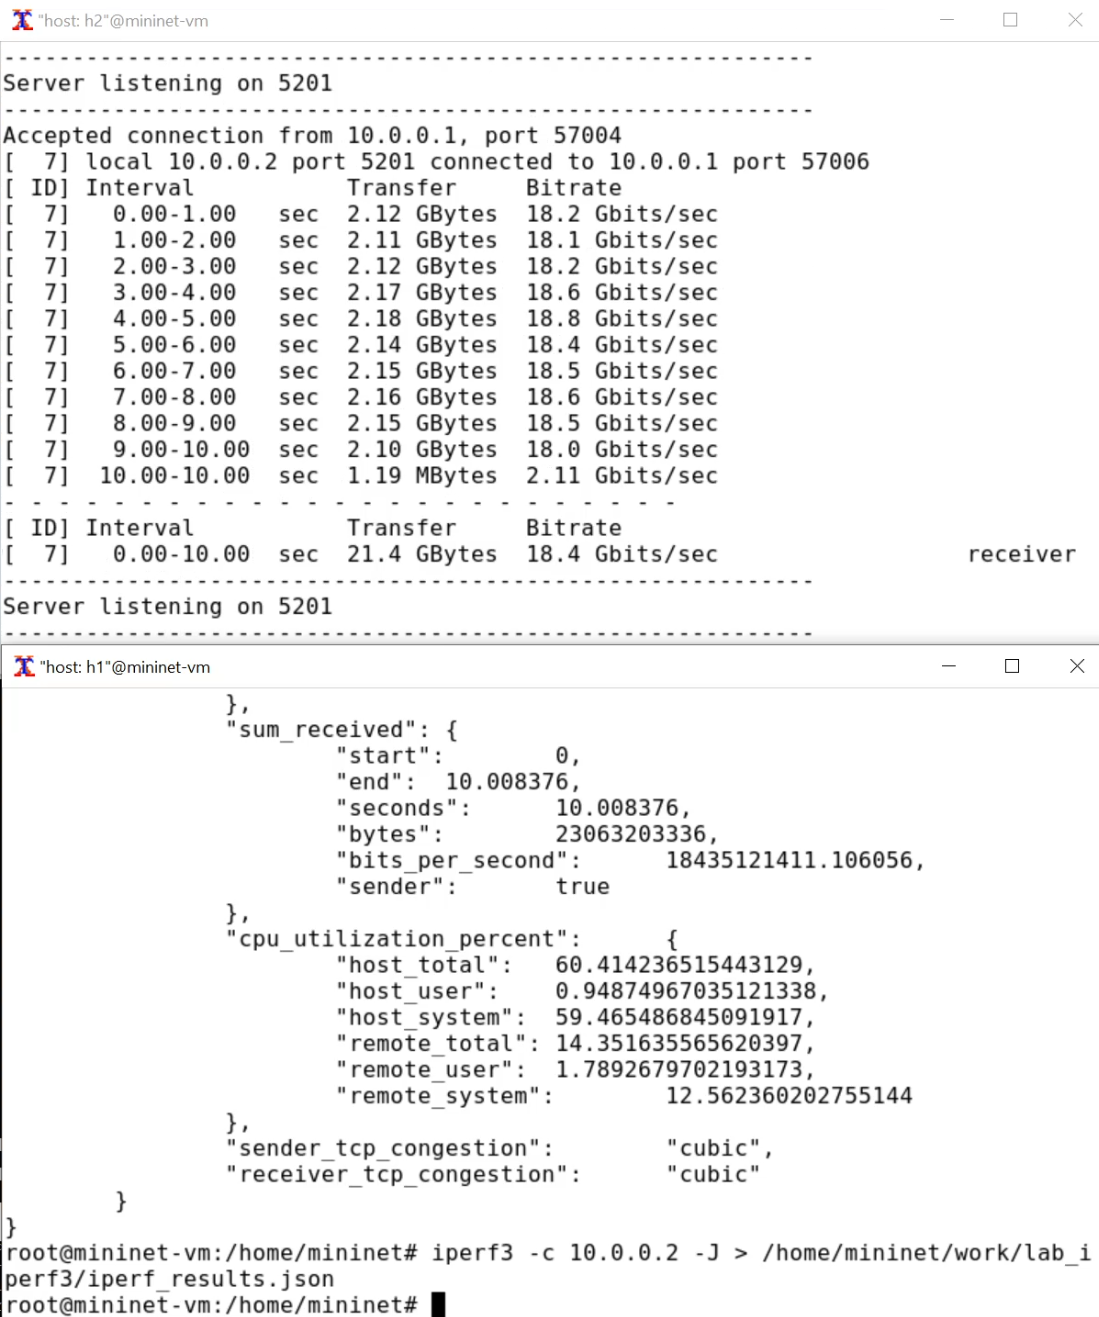 "host: h2"@mininet-vm
-----------------------------------------------------------
Server listening on 5201
-----------------------------------------------------------
Accepted connection from 10.0.0.1, port 57004
[  7] local 10.0.0.2 port 5201 connected to 10.0.0.1 port 57006
[ ID] Interval           Transfer     Bitrate
[  7]   0.00-1.00   sec  2.12 GBytes  18.2 Gbits/sec
[  7]   1.00-2.00   sec  2.11 GBytes  18.1 Gbits/sec
[  7]   2.00-3.00   sec  2.12 GBytes  18.2 Gbits/sec
[  7]   3.00-4.00   sec  2.17 GBytes  18.6 Gbits/sec
[  7]   4.00-5.00   sec  2.18 GBytes  18.8 Gbits/sec
[  7]   5.00-6.00   sec  2.14 GBytes  18.4 Gbits/sec
[  7]   6.00-7.00   sec  2.15 GBytes  18.5 Gbits/sec
[  7]   7.00-8.00   sec  2.16 GBytes  18.6 Gbits/sec
[  7]   8.00-9.00   sec  2.15 GBytes  18.5 Gbits/sec
[  7]   9.00-10.00  sec  2.10 GBytes  18.0 Gbits/sec
[  7]  10.00-10.00  sec  1.19 MBytes  2.11 Gbits/sec
- - - - - - - - - - - - - - - - - - - - - - - - -
[ ID] Interval           Transfer     Bitrate
[  7]   0.00-10.00  sec  21.4 GBytes  18.4 Gbits/sec                  receiver
-----------------------------------------------------------
Server listening on 5201
-----------------------------------------------------------
"host: h1"@mininet-vm
},
"sum_received": {
"start":        0,
"end":  10.008376,
"seconds":      10.008376,
"bytes":        23063203336,
"bits_per_second":      18435121411.106056,
"sender":       true
},
"cpu_utilization_percent":      {
"host_total":   60.414236515443129,
"host_user":    0.94874967035121338,
"host_system":  59.465486845091917,
"remote_total": 14.351635565620397,
"remote_user":  1.7892679702193173,
"remote_system":        12.562360202755144
},
"sender_tcp_congestion":        "cubic",
"receiver_tcp_congestion":      "cubic"
}
}
root@mininet-vm:/home/mininet# iperf3 -c 10.0.0.2 -J > /home/mininet/work/lab_i
perf3/iperf_results.json
root@mininet-vm:/home/mininet#